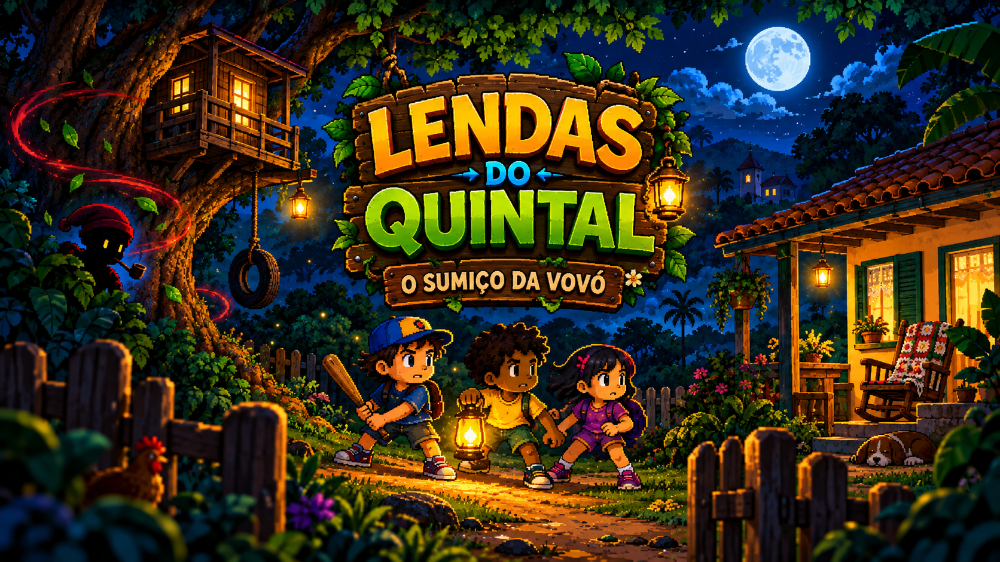 LENDAS
DO
QUINTAL
O SUMIÇO DA VOVÓ